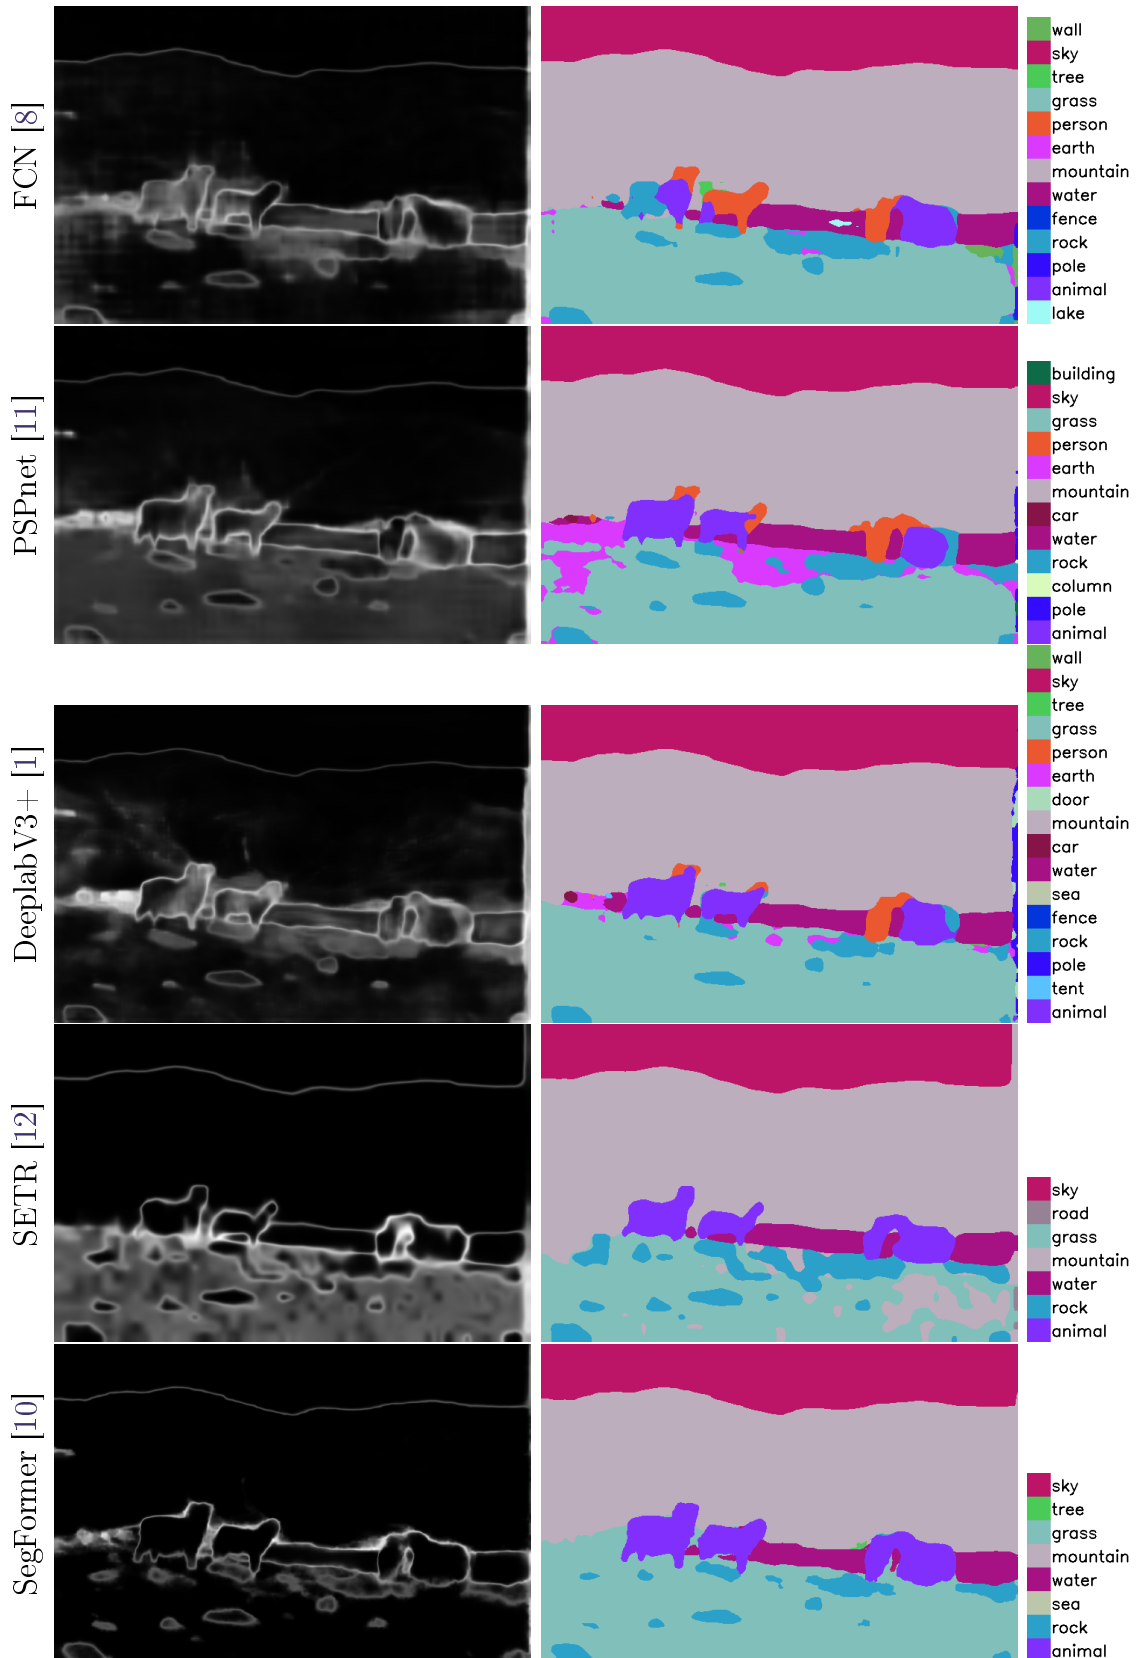 FCN [8]
wall
sky
tree
grass
person
earth
mountain
water
fence
rock
pole
animal
lake
PSPnet [11]
building
sky
grass
person
earth
mountain
car
water
rock
column
pole
animal
DeeplabV3+ [1]
wall
sky
tree
grass
person
earth
door
mountain
car
water
sea
fence
rock
pole
tent
animal
SETR [12]
sky
road
grass
mountain
water
rock
animal
SegFormer [10]
sky
tree
grass
mountain
water
sea
rock
animal